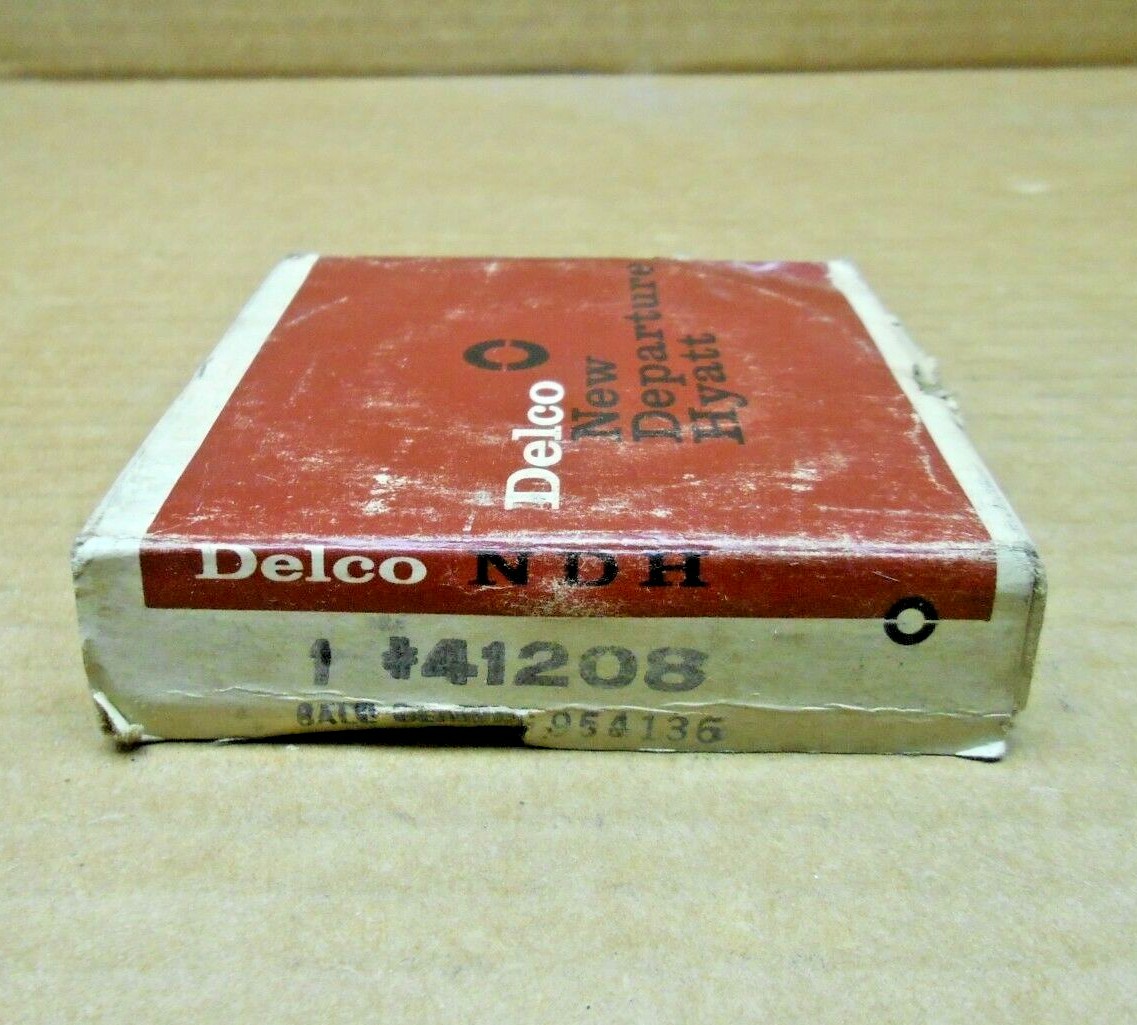 Delco
New
Departure
Hyatt
Delco NDH
1 #41208
954136